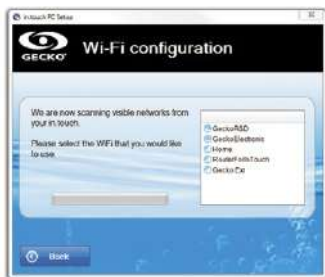 in.touch PC Setup
GECKO
Wi-Fi configuration
We are now scanning visible networks from
your in.touch.
Please select the WiFi that you would like
to use.
GeckoR&D
GeckoElectronic
Home
Gecko Ext
Back